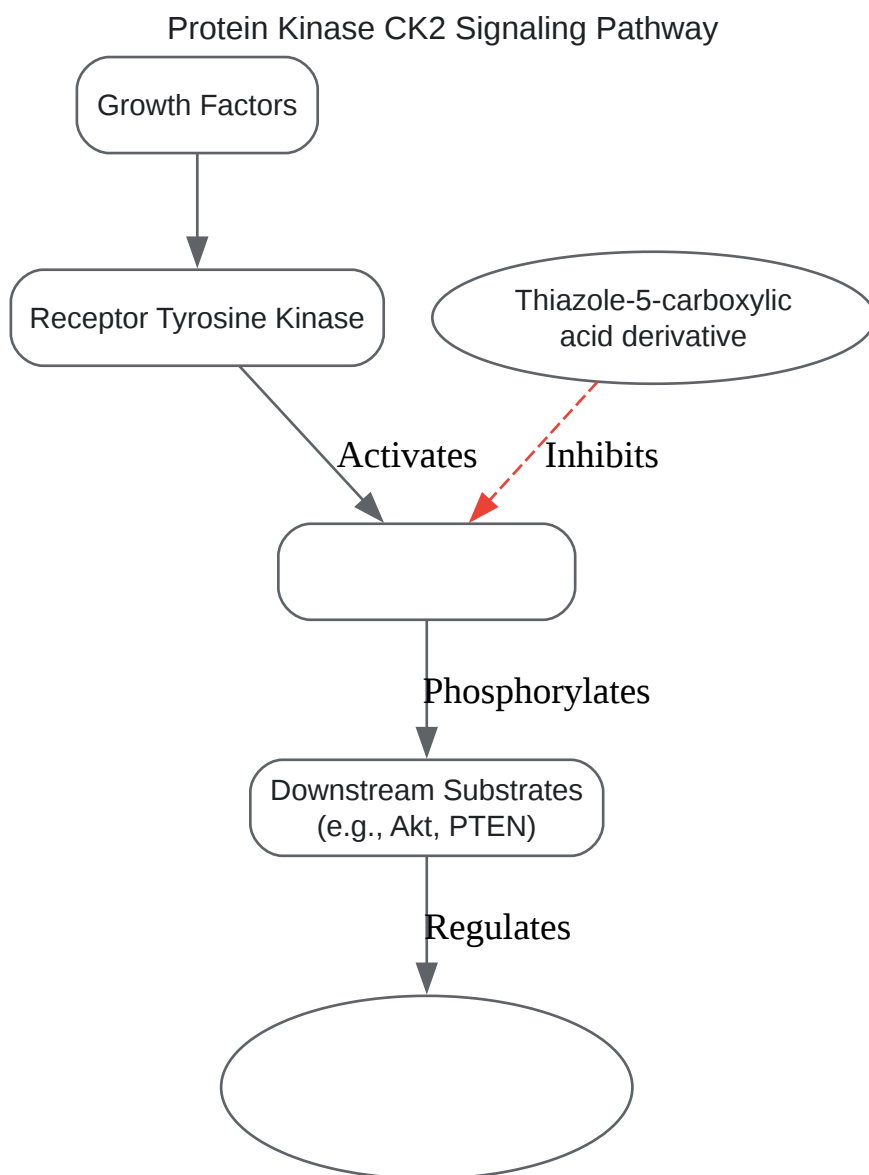 Protein Kinase CK2 Signaling Pathway
Growth Factors
Receptor Tyrosine Kinase
Thiazole-5-carboxylic
acid derivative
Activates
Inhibits
Phosphorylates
Downstream Substrates
(e.g., Akt, PTEN)
Regulates